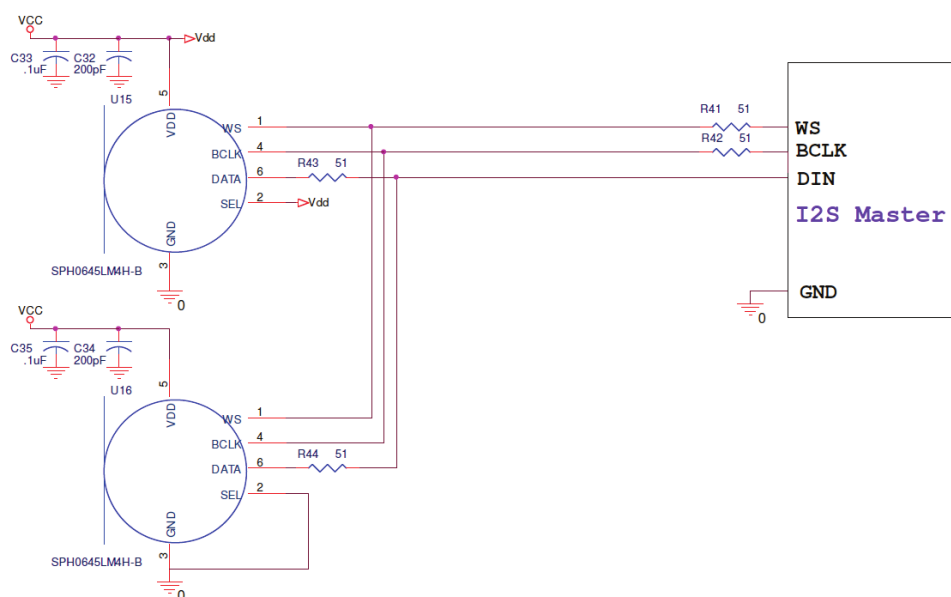 VCC
Vdd
C33
.1uF
C32
200pF
U15
5
VDD
WS
1
BCLK
4
DATA
6
R43 51
SEL
2
Vdd
GND
3
SPH0645LM4H-B
0
R41 51
R42 51
WS
BCLK
DIN
I2S Master
GND
0
VCC
C35
.1uF
C34
200pF
U16
5
VDD
WS
1
BCLK
4
DATA
6
R44 51
SEL
2
GND
3
SPH0645LM4H-B
0